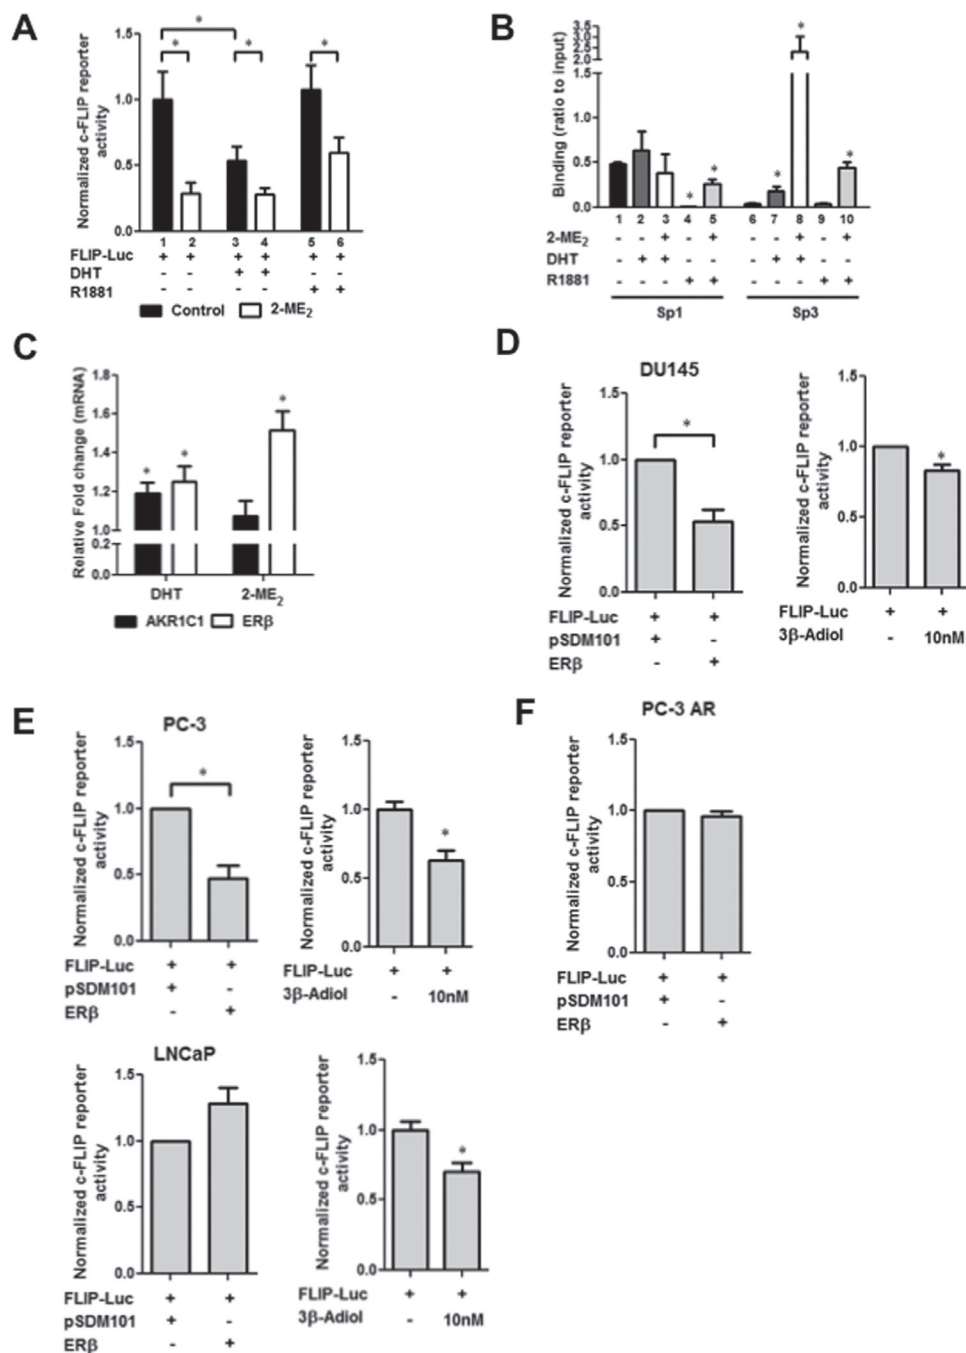 A
Normalized c-FLIP reporter
activity
1.5
1.0
0.5
0.0
* * * *
1 2 3 4 5 6
FLIP-Luc + + + + + +
DHT - - + + - -
R1881 - - - - + +
Control 2-ME2
B
Binding (ratio to input)
3.5
3.0
2.5
2.0
1.5
1.0
0.5
0.0
* * * * *
1 2 3 4 5 6 7 8 9 10
2-ME2 - - + - + - - + - +
DHT - + + - - - + + - -
R1881 - - - + + - - - + +
Sp1 Sp3
C
Relative Fold change (mRNA)
1.8
1.6
1.4
1.2
1.0
0.2
0.0
* * *
DHT 2-ME2
AKR1C1 ERβ
D
DU145
Normalized c-FLIP reporter
activity
1.5
1.0
0.5
0.0
*
FLIP-Luc + +
pSDM101 + -
ERβ - +
Normalized c-FLIP reporter
activity
1.5
1.0
0.5
0.0
*
FLIP-Luc + +
3β-Adiol - 10nM
E
PC-3
Normalized c-FLIP reporter
activity
1.5
1.0
0.5
0.0
*
FLIP-Luc + +
pSDM101 + -
ERβ - +
Normalized c-FLIP reporter
activity
1.5
1.0
0.5
0.0
*
FLIP-Luc + +
3β-Adiol - 10nM
F
PC-3 AR
Normalized c-FLIP reporter
activity
1.5
1.0
0.5
0.0
FLIP-Luc + +
pSDM101 + -
ERβ - +
LNCaP
Normalized c-FLIP reporter
activity
1.5
1.0
0.5
0.0
FLIP-Luc + +
pSDM101 + -
ERβ - +
Normalized c-FLIP reporter
activity
1.5
1.0
0.5
0.0
*
FLIP-Luc + +
3β-Adiol - 10nM